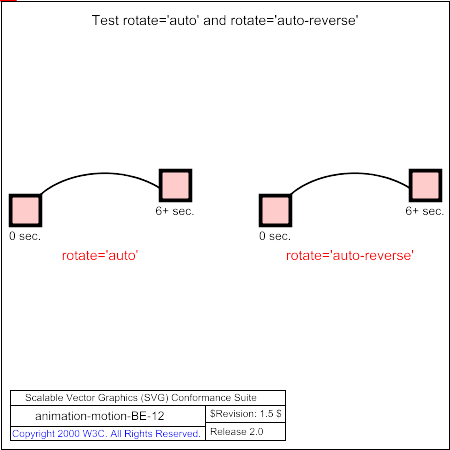 Test rotate='auto' and rotate='auto-reverse'
6+ sec.
6+ sec.
0 sec.
0 sec.
rotate='auto'
rotate='auto-reverse'
Scalable Vector Graphics (SVG) Conformance Suite
animation-motion-BE-12
$Revision: 1.5 $
Copyright 2000 W3C. All Rights Reserved.
Release 2.0